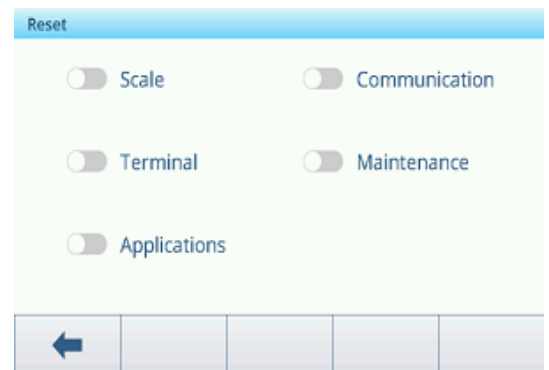 Reset
Scale
Communication
Terminal
Maintenance
Applications